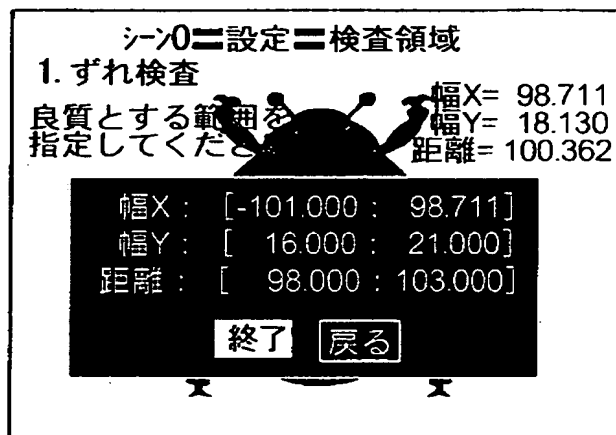 シーン0=設定=検査領域
1. ずれ検査
良質とする範囲を
指定してくださ
幅X= 98.711
幅Y= 18.130
距離= 100.362
幅X : [-101.000 : 98.711]
幅Y : [ 16.000 : 21.000]
距離 : [ 98.000 : 103.000]
終了 戻る